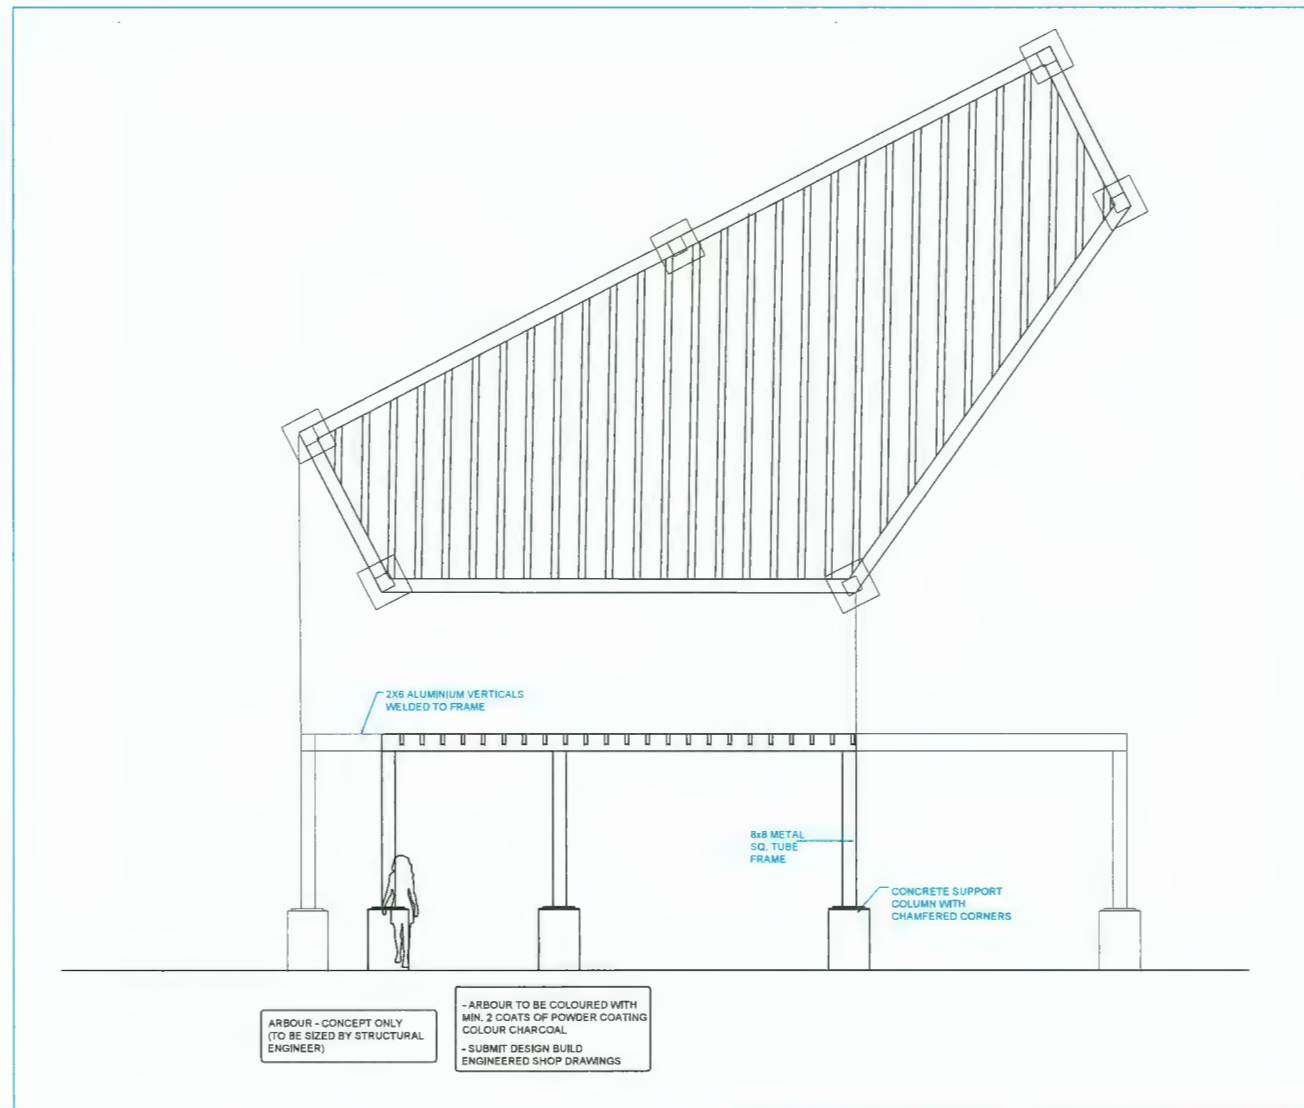 2X6 ALUMINIUM VERTICALS
WELDED TO FRAME
8x8 METAL
SQ. TUBE
FRAME
CONCRETE SUPPORT
COLUMN WITH
CHAMFERED CORNERS
ARBOUR - CONCEPT ONLY
(TO BE SIZED BY STRUCTURAL
ENGINEER)
- ARBOUR TO BE COLOURED WITH
MIN. 2 COATS OF POWDER COATING
COLOUR CHARCOAL
- SUBMIT DESIGN BUILD
ENGINEERED SHOP DRAWINGS